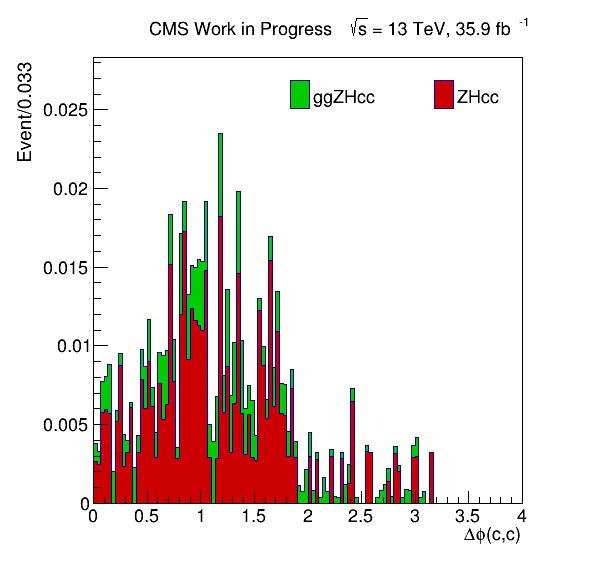 CMS Work in Progress √s = 13 TeV, 35.9 fb -1
Event/0.033
ggZHcc ZHcc
0.025
0.02
0.015
0.01
0.005
0
0 0.5 1 1.5 2 2.5 3 3.5 4
Δϕ(c,c)